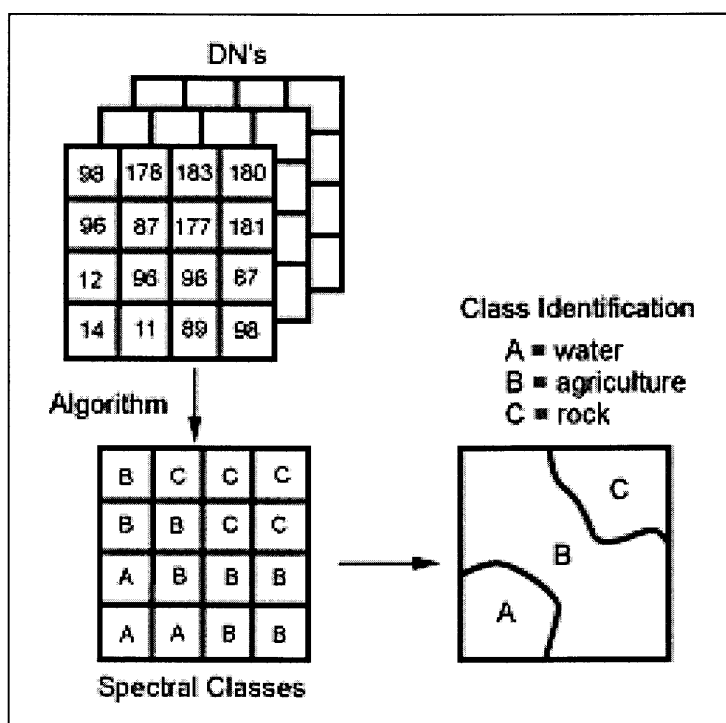 DN's
98 178 183 180
96 87 177 181
12 96 96 87
14 11 89 98
Algorithm
B C C C
B B C C
A B B B
A A B B
Spectral Classes
Class Identification
A = water
B = agriculture
C = rock
C
B
A